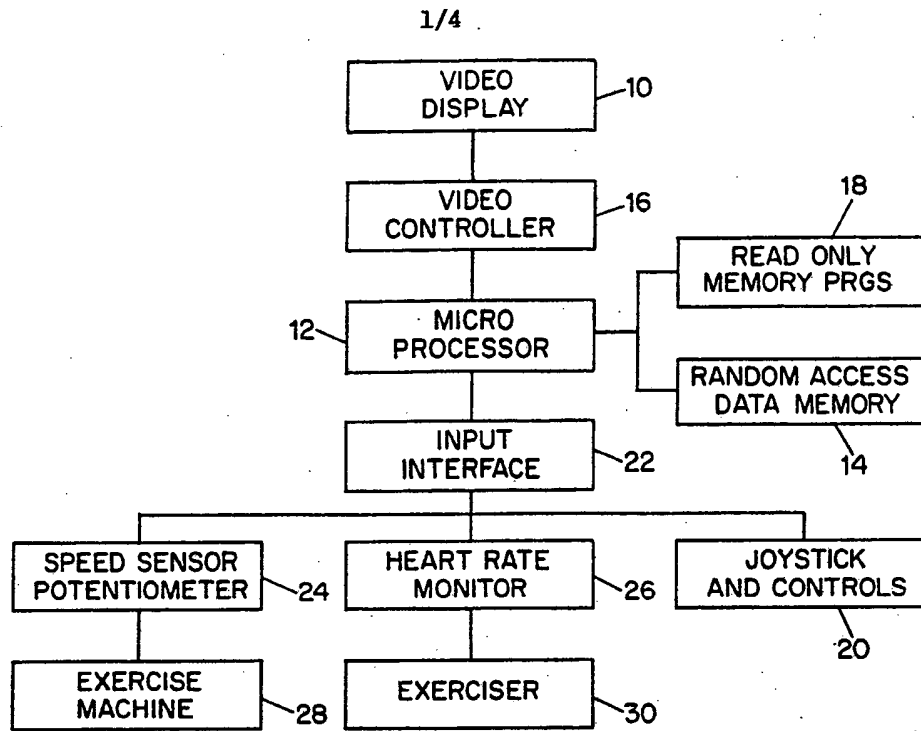 1/4
VIDEO
DISPLAY
10
VIDEO
CONTROLLER
16
18
READ ONLY
MEMORY PRGS
12
MICRO
PROCESSOR
RANDOM ACCESS
DATA MEMORY
14
INPUT
INTERFACE
22
SPEED SENSOR
POTENTIOMETER
24
HEART RATE
MONITOR
26
JOYSTICK
AND CONTROLS
20
EXERCISE
MACHINE
28
EXERCISER
30